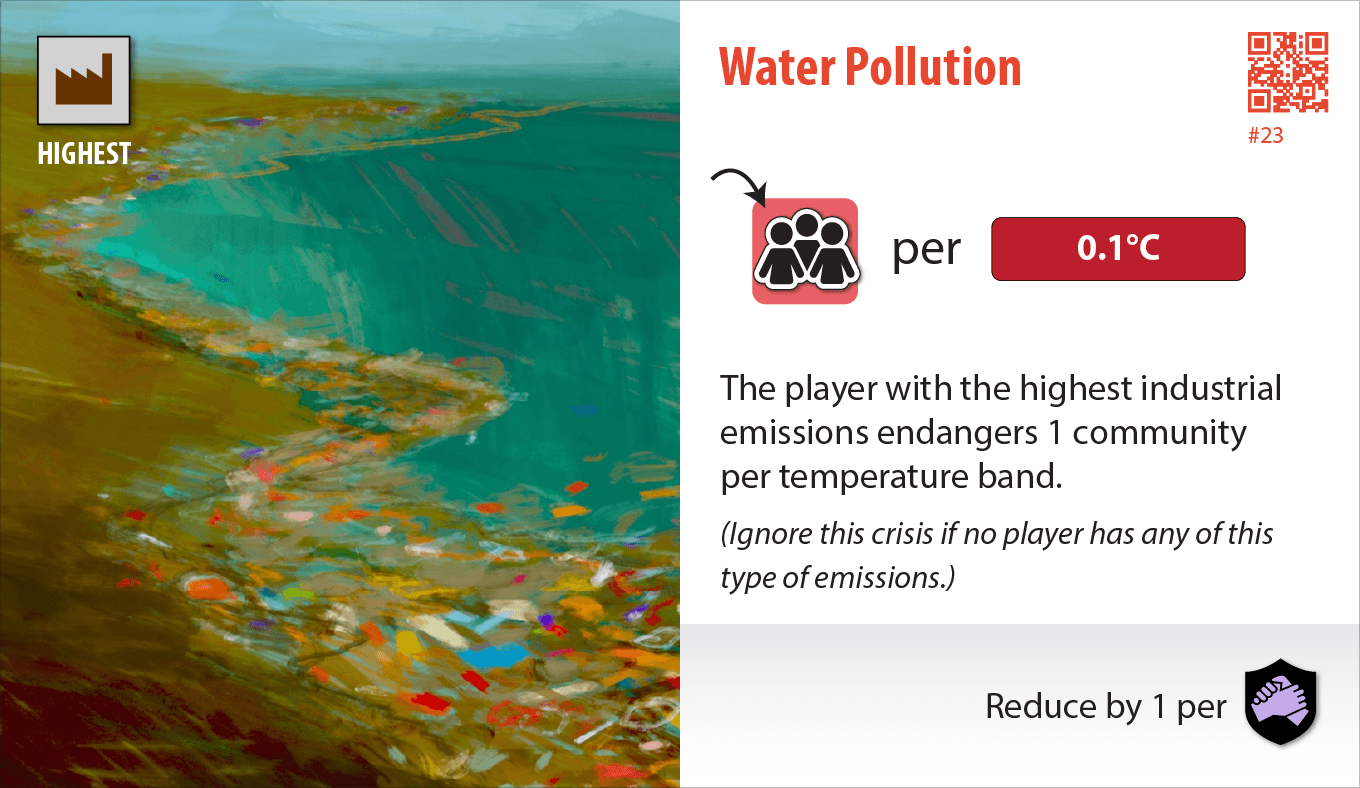 HIGHEST
Water Pollution
#23
per
0.1°C
The player with the highest industrial
emissions endangers 1 community
per temperature band.
(Ignore this crisis if no player has any of this
type of emissions.)
Reduce by 1 per